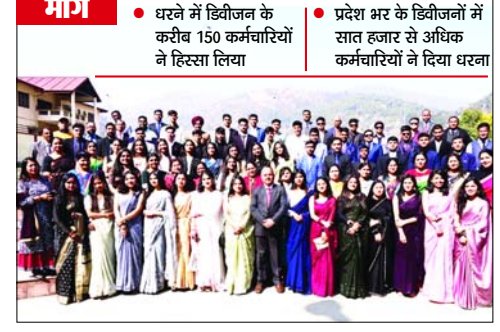 मांग
धरने में डिवीजन के
करीब 150 कर्मचारियों
ने हिस्सा लिया
प्रदेश भर के डिवीजनों में
सात हजार से अधिक
कर्मचारियों ने दिया धरना